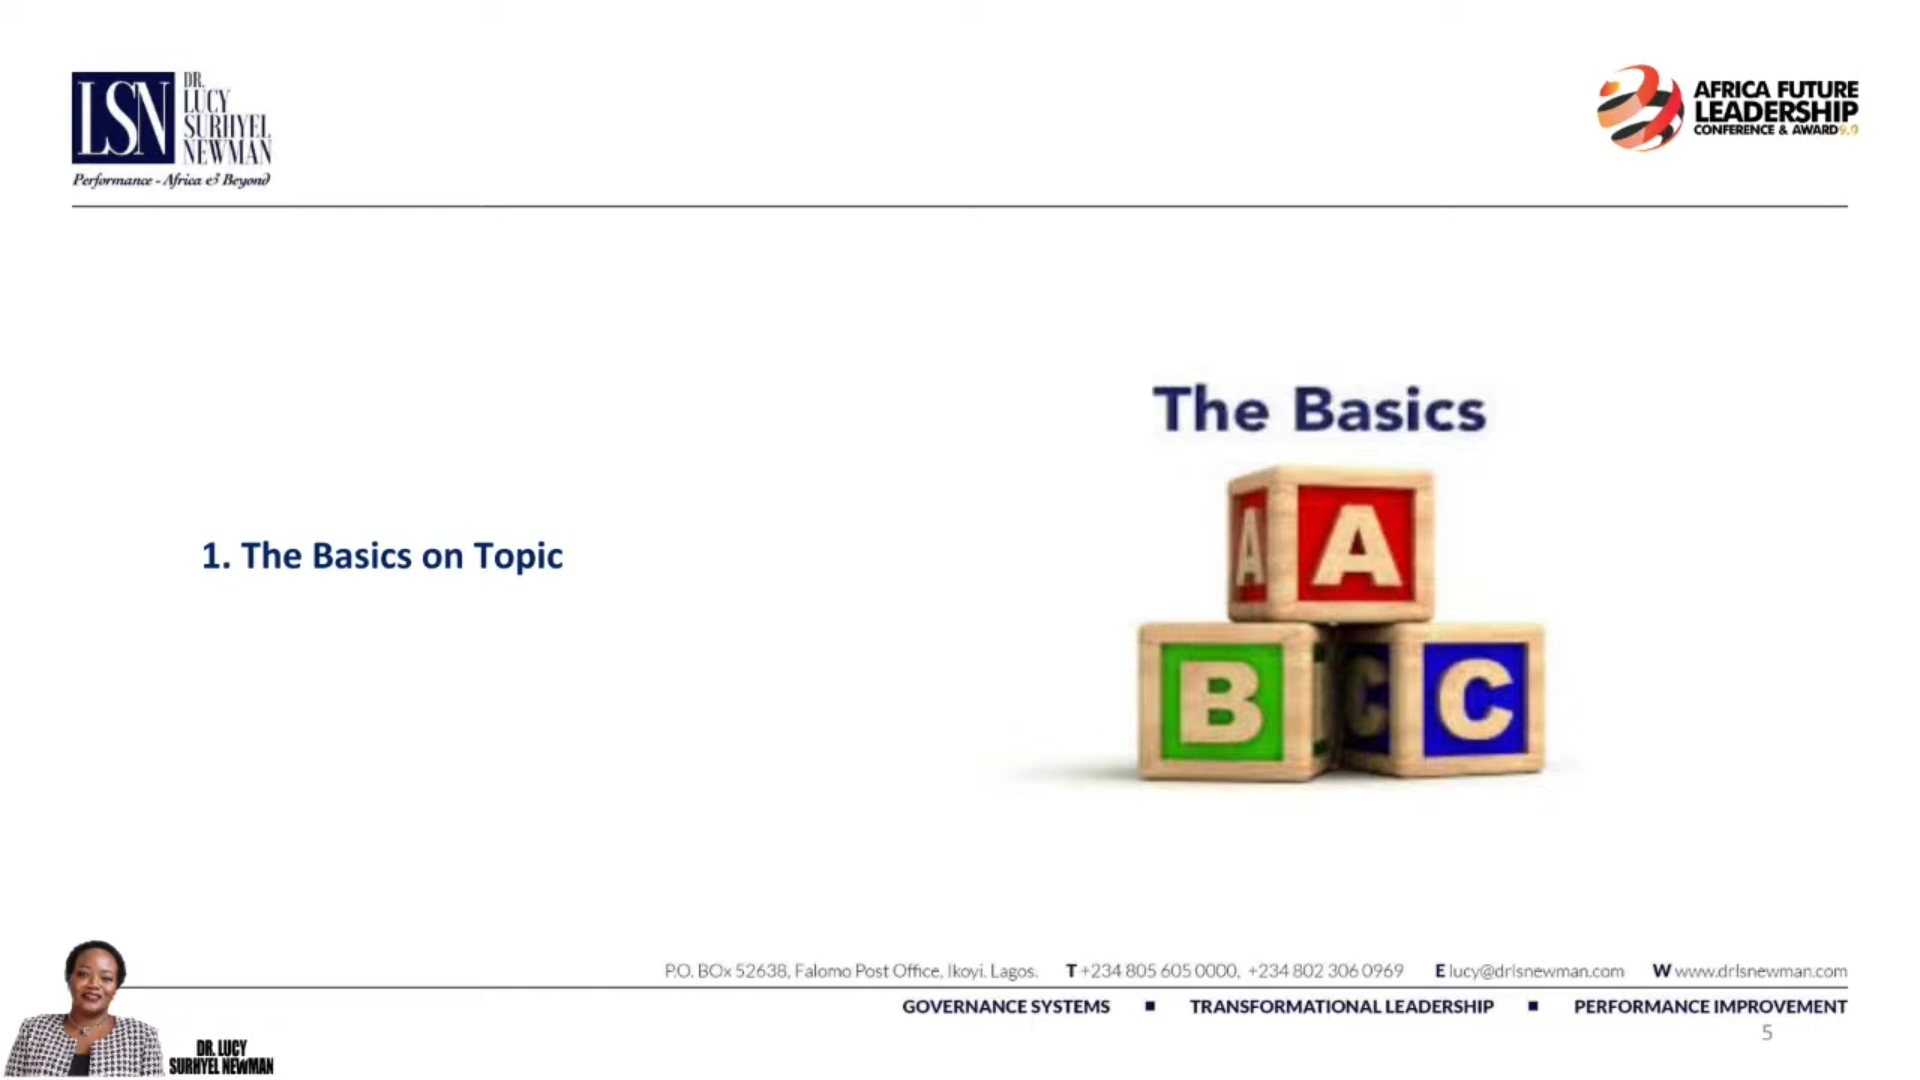 LSN
DR.
LUCY
SURHYEL
NEWMAN
Performance - Africa & Beyond
AFRICA FUTURE
LEADERSHIP
CONFERENCE & AWARD 9.0
The Basics
1. The Basics on Topic
A A
B C C
P.O. BOx 52638, Falomo Post Office, Ikoyi. Lagos. T +234 805 605 0000, +234 802 306 0969 E lucy@drlsnewman.com W www.drlsnewman.com
GOVERNANCE SYSTEMS ▪ TRANSFORMATIONAL LEADERSHIP ▪ PERFORMANCE IMPROVEMENT
5
DR. LUCY
SURHYEL NEWMAN